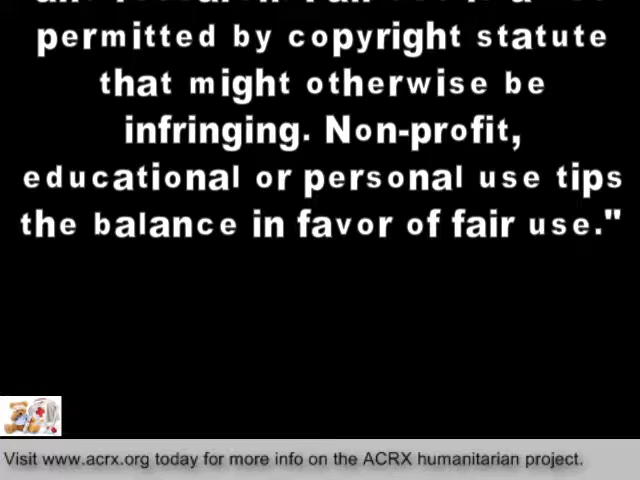 permitted by copyright statute
that might otherwise be
infringing. Non-profit,
educational or personal use tips
the balance in favor of fair use."
Visit www.acrx.org today for more info on the ACRX humanitarian project.